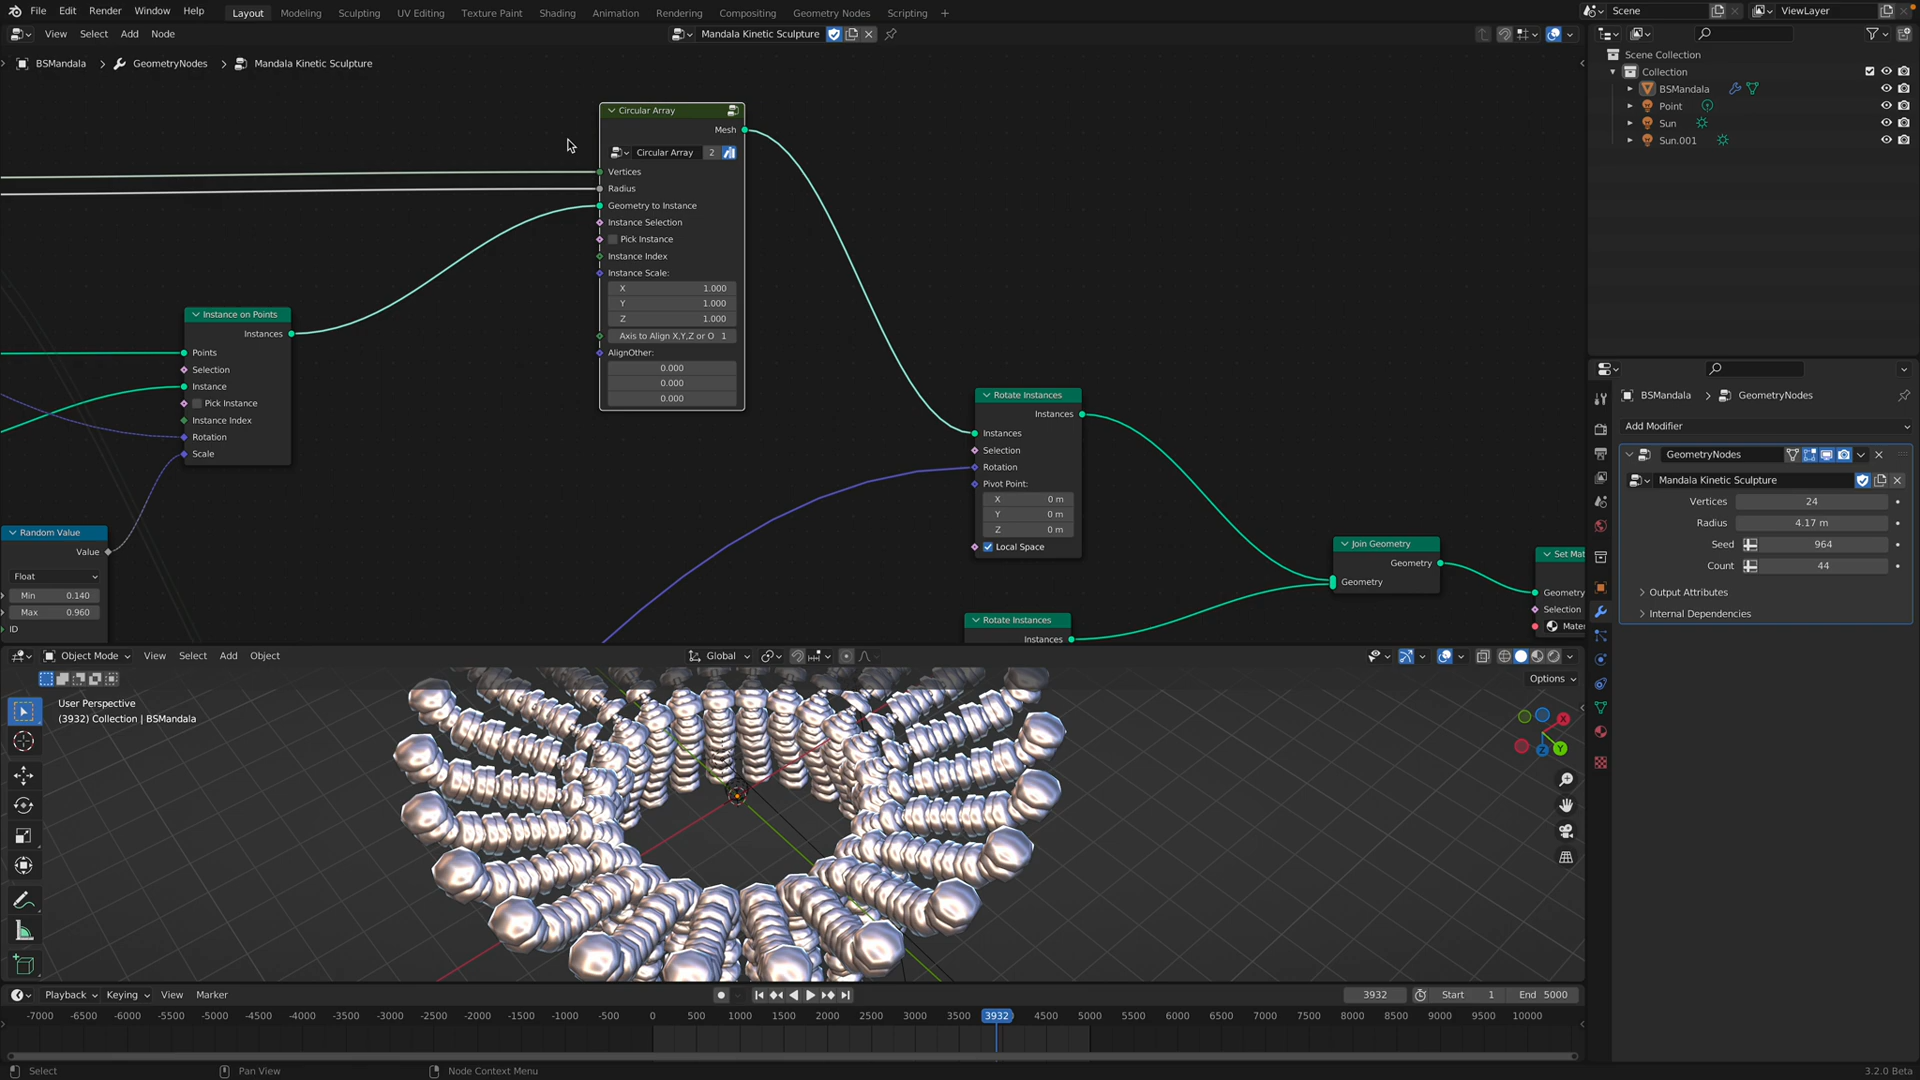 File Edit Render Window Help Layout Modeling Sculpting UV Editing Texture Paint Shading Animation Rendering Compositing Geometry Nodes Scripting + Scene ViewLayer
View Select Add Node Mandala Kinetic Sculpture
BSMandala > GeometryNodes > Mandala Kinetic Sculpture
Circular Array
Mesh
Circular Array 2
Vertices
Radius
Geometry to Instance
Instance Selection
Pick Instance
Instance Index
Instance Scale:
X 1.000
Y 1.000
Z 1.000
Axis to Align X,Y,Z or O 1
AlignOther:
0.000
0.000
0.000
Instance on Points
Instances
Points
Selection
Instance
Pick Instance
Instance Index
Rotation
Scale
Random Value
Value
Float
Min 0.140
Max 0.960
ID
Rotate Instances
Instances
Instances
Selection
Rotation
Pivot Point:
X 0 m
Y 0 m
Z 0 m
Local Space
Rotate Instances
Instances
Join Geometry
Geometry
Geometry
Set Mat
Geometry
Selection
Mate
Scene Collection
Collection
BSMandala
Point
Sun
Sun.001
BSMandala > GeometryNodes
Add Modifier
GeometryNodes
Mandala Kinetic Sculpture
Vertices 24
Radius 4.17 m
Seed 964
Count 44
Output Attributes
Internal Dependencies
Object Mode View Select Add Object Global
Options
User Perspective
(3932) Collection | BSMandala
X
Y
Z
Playback Keying View Marker 3932 Start 1 End 5000
-7000 -6500 -6000 -5500 -5000 -4500 -4000 -3500 -3000 -2500 -2000 -1500 -1000 -500 0 500 1000 1500 2000 2500 3000 3500 3932 4500 5000 5500 6000 6500 7000 7500 8000 8500 9000 9500 10000
Select Pan View Node Context Menu 3.2.0 Beta